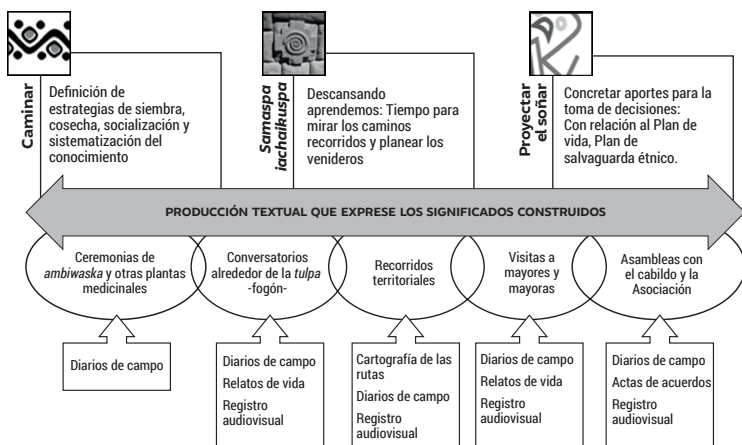 Caminar
Definición de
estrategias de siembra,
cosecha, socialización y
sistematización del
conocimiento
Samaspa
iachaikuspa
Descansando
aprendemos: Tiempo para
mirar los caminos
recorridos y planear los
venideros
Proyectar
el soñar
Concretar aportes para la
toma de decisiones:
Con relación al Plan de
vida, Plan de
salvaguarda étnico.
PRODUCCIÓN TEXTUAL QUE EXPRESE LOS SIGNIFICADOS CONSTRUIDOS
Ceremonias de
ambiwaska y otras plantas
medicinales
Conversatorios
alrededor de la tulpa
-fogón-
Recorridos
territoriales
Visitas a
mayores y
mayoras
Asambleas con
el cabildo y la
Asociación
Diarios de campo
Diarios de campo
Relatos de vida
Registro
audiovisual
Cartografía de las
rutas
Diarios de campo
Registro
audiovisual
Diarios de campo
Relatos de vida
Registro
audiovisual
Diarios de campo
Actas de acuerdos
Registro
audiovisual